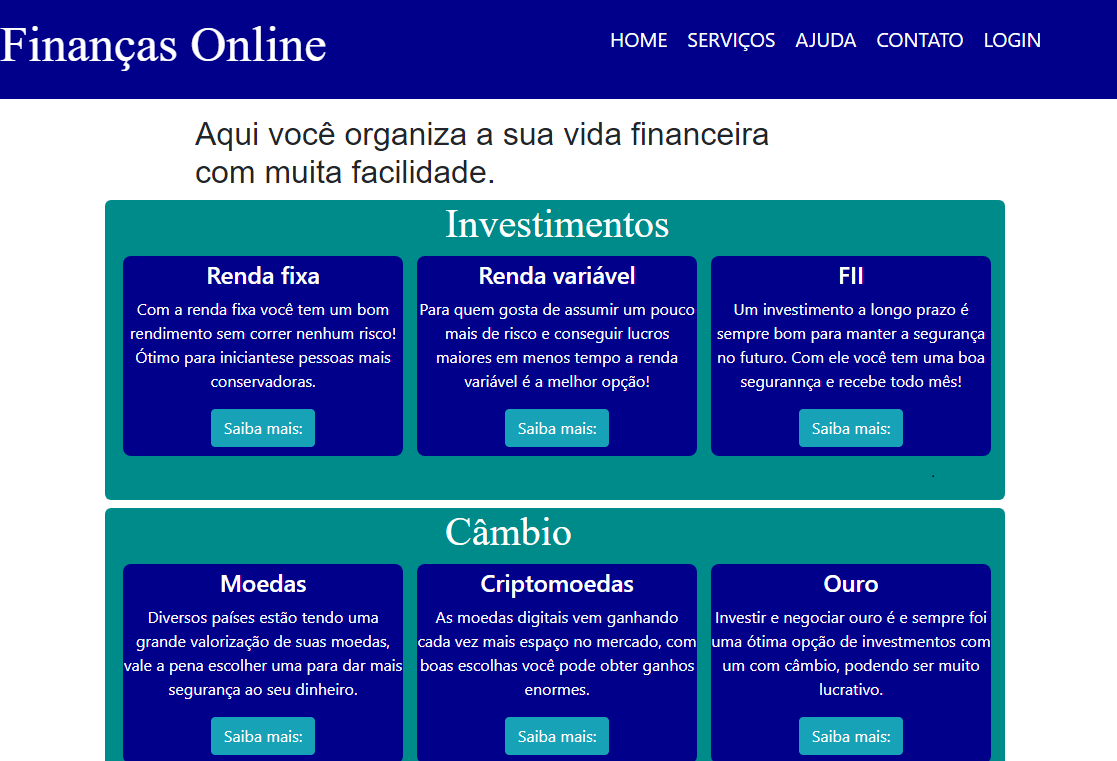 Finanças Online
HOME SERVIÇOS AJUDA CONTATO LOGIN
Aqui você organiza a sua vida financeira
com muita facilidade.
Investimentos
Renda fixa
Com a renda fixa você tem um bom
rendimento sem correr nenhum risco!
Ótimo para iniciantese pessoas mais
conservadoras.
Saiba mais:
Renda variável
Para quem gosta de assumir um pouco
mais de risco e conseguir lucros
maiores em menos tempo a renda
variável é a melhor opção!
Saiba mais:
FII
Um investimento a longo prazo é
sempre bom para manter a segurança
no futuro. Com ele você tem uma boa
segurannça e recebe todo mês!
Saiba mais:
.
Câmbio
Moedas
Diversos países estão tendo uma
grande valorização de suas moedas,
vale a pena escolher uma para dar mais
segurança ao seu dinheiro.
Saiba mais:
Criptomoedas
As moedas digitais vem ganhando
cada vez mais espaço no mercado, com
boas escolhas você pode obter ganhos
enormes.
Saiba mais:
Ouro
Investir e negociar ouro é e sempre foi
uma ótima opção de investmentos com
um com câmbio, podendo ser muito
lucrativo.
Saiba mais: